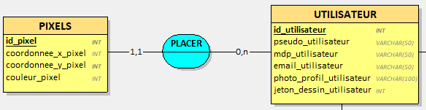 PIXELS
id_pixel INT
coordonnee_x_pixel INT
coordonnee_y_pixel INT
couleur_pixel INT
1,1
PLACER
0,n
UTILISATEUR
id_utilisateur INT
pseudo_utilisateur VARCHAR(50)
mdp_utilisateur VARCHAR(50)
email_utilisateur VARCHAR(50)
photo_profil_utilisateur VARCHAR(100)
jeton_dessin_utilisateur INT